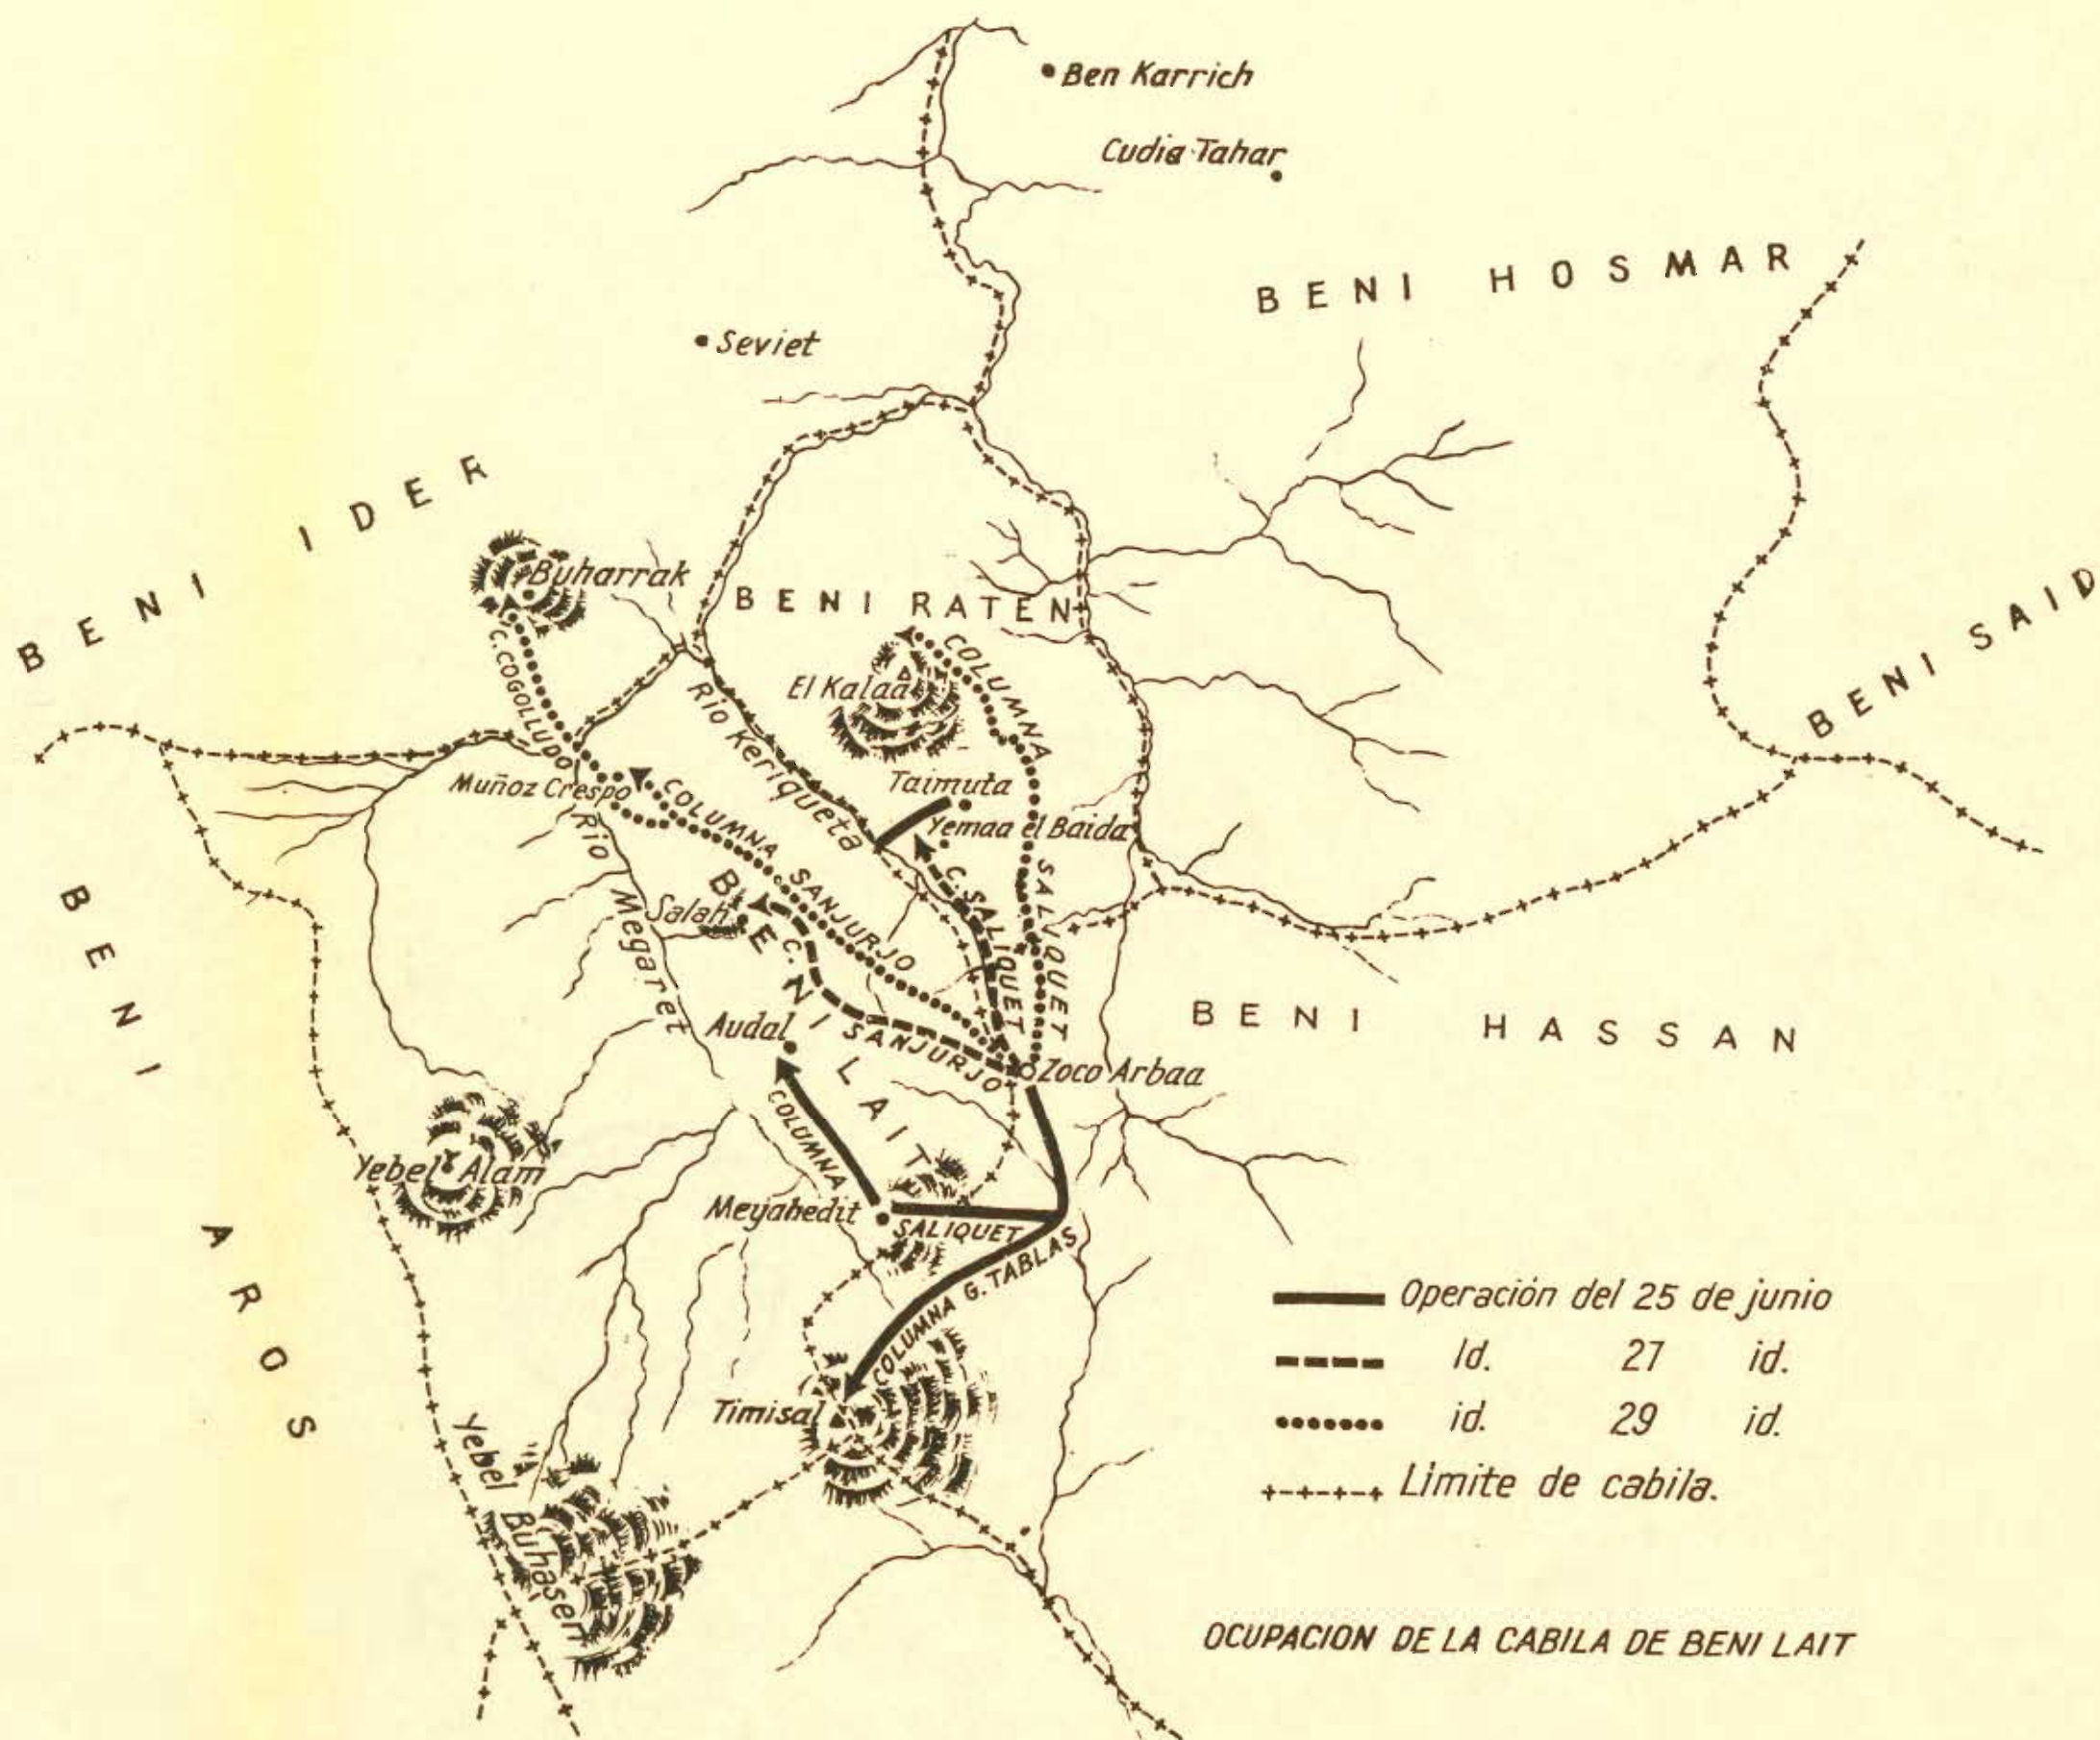 Ben Karrich
Cudia Tahar
BENI HOSMAR
Seviet
BENI IDER
BENI SAID
Buharrak
BENI RATEN
C. COGOLLUDO
COLUMNA SALIQUET
El Kalaa
Rio Keriqueta
Taimuta
Muñoz Crespo
COLUMNA SANJURJO
Yemaa el Baida
Rio Megaret
C. SALIQUET
Salah
BENI LAIT
C. SANJURJO
BENI AROS
BENI HASSAN
Audal
Zoco Arbaa
COLUMNA SALIQUET
Yebel Alam
Meyahedit
COLUMNA G. TABLAS
Timisal
Yebel Buhasen
Operación del 25 de junio
Id. 27 id.
id. 29 id.
Limite de cabila.
OCUPACION DE LA CABILA DE BENI LAIT